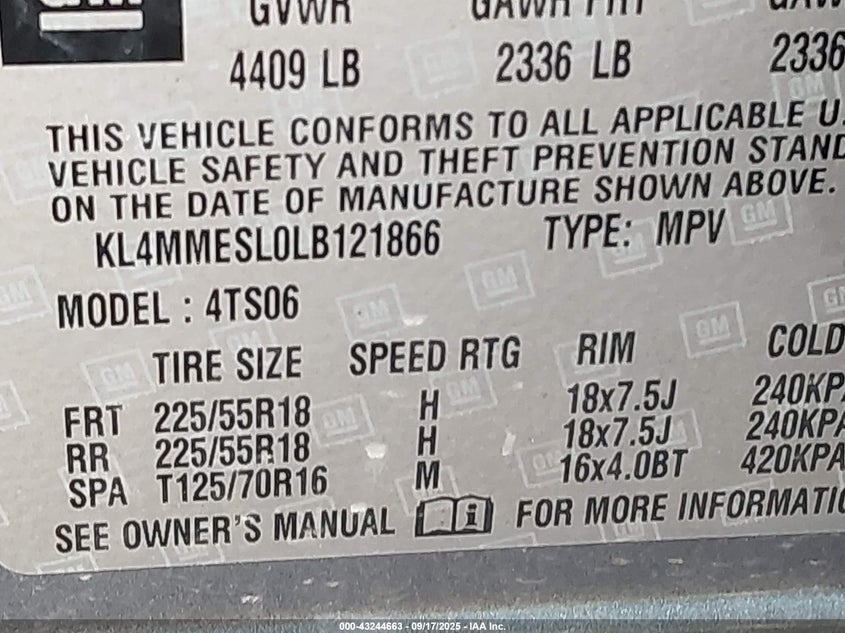 GM
GVWR GAWR FRT GAW
4409 LB 2336 LB 2336
THIS VEHICLE CONFORMS TO ALL APPLICABLE U.
VEHICLE SAFETY AND THEFT PREVENTION STAND
ON THE DATE OF MANUFACTURE SHOWN ABOVE.
KL4MMESL0LB121866 TYPE: MPV
MODEL : 4TS06
TIRE SIZE SPEED RTG RIM COLD
FRT 225/55R18 H 18x7.5J 240KPA
RR 225/55R18 H 18x7.5J 240KPA
SPA T125/70R16 M 16x4.0BT 420KPA
SEE OWNER'S MANUAL FOR MORE INFORMATIO
000-43244663 - 09/17/2025 - IAA Inc.